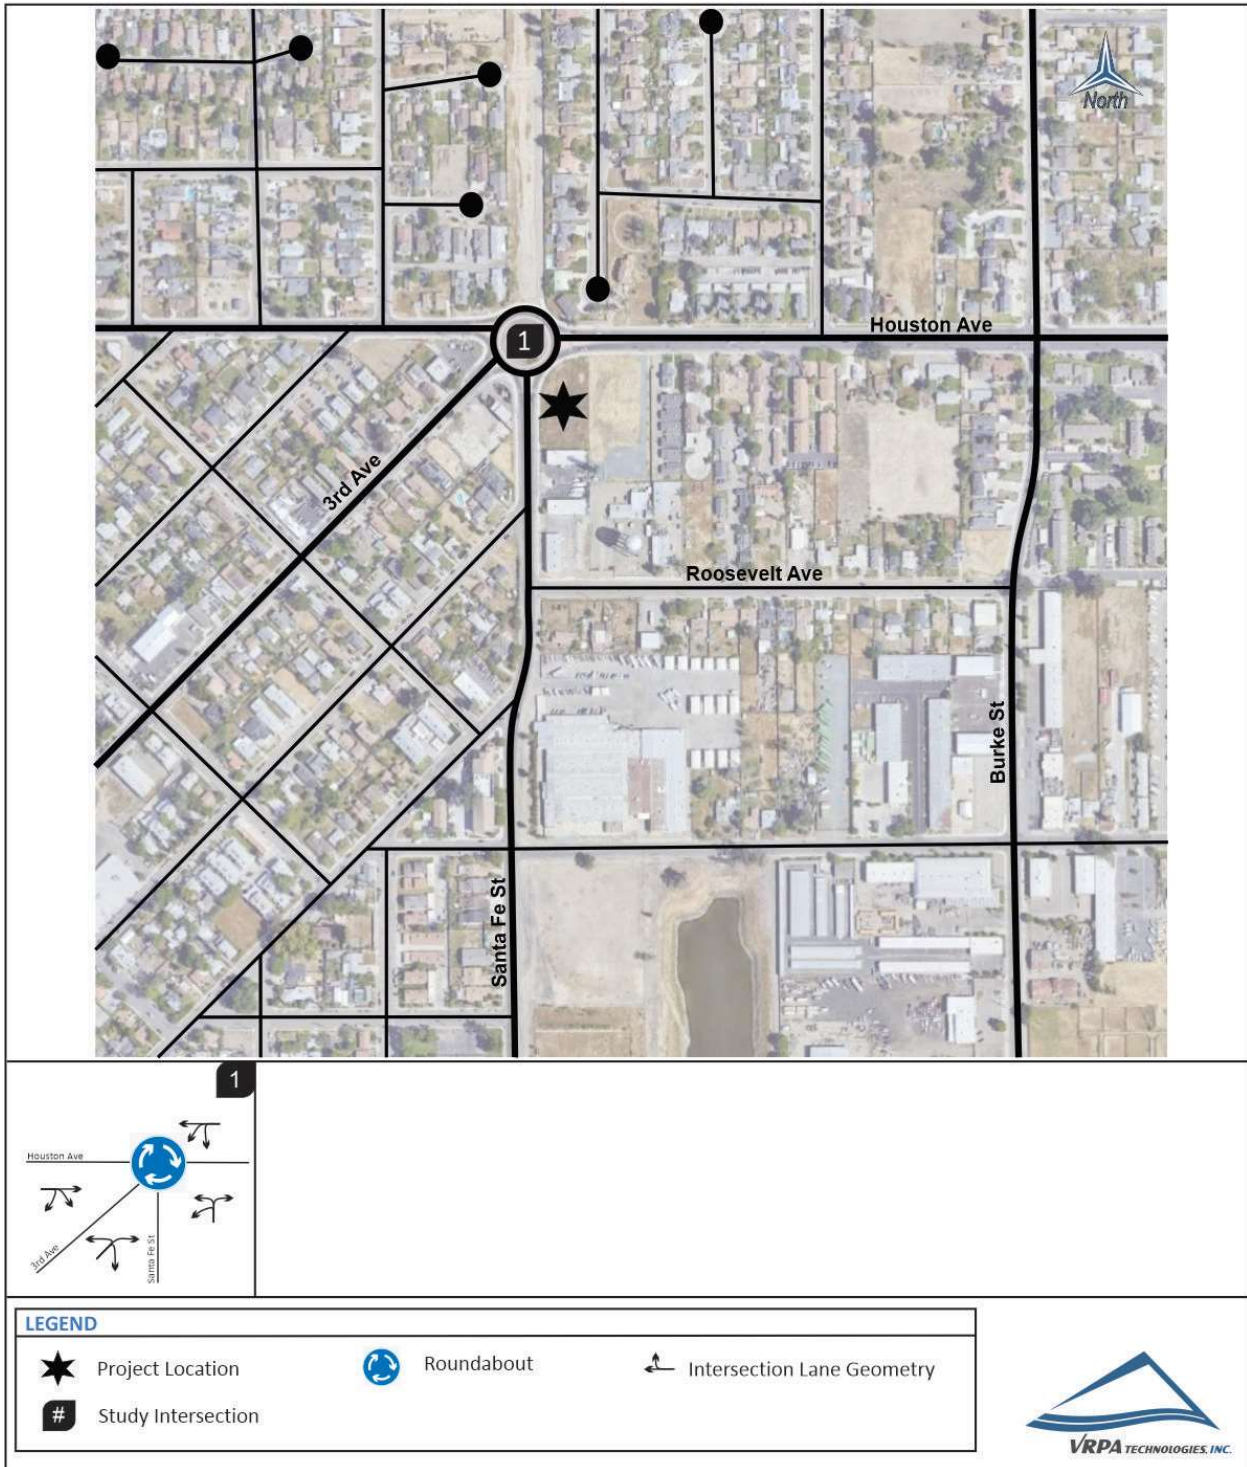 North
Houston Ave
1
3rd Ave
Roosevelt Ave
Burke St
Santa Fe St
1
Houston Ave
3rd Ave
Santa Fe St
LEGEND
Project Location
Roundabout
Intersection Lane Geometry
# Study Intersection
VRPA TECHNOLOGIES, INC.